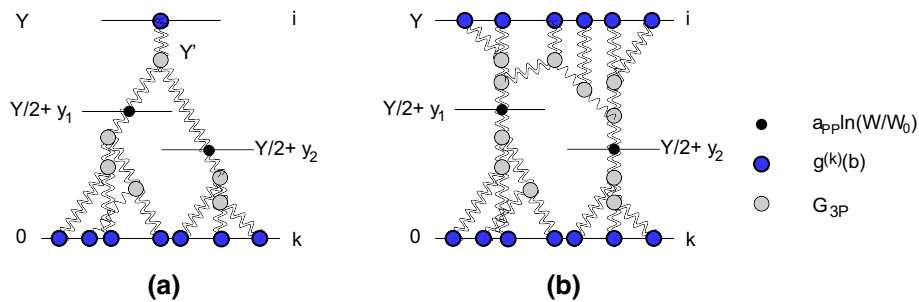 Y i
Y'
Y/2+ y1
Y/2+ y2
0 k
(a)
Y i
Y/2+ y1
Y/2+ y2
0 k
(b)
aPPln(W/W0)
g(k)(b)
G3P